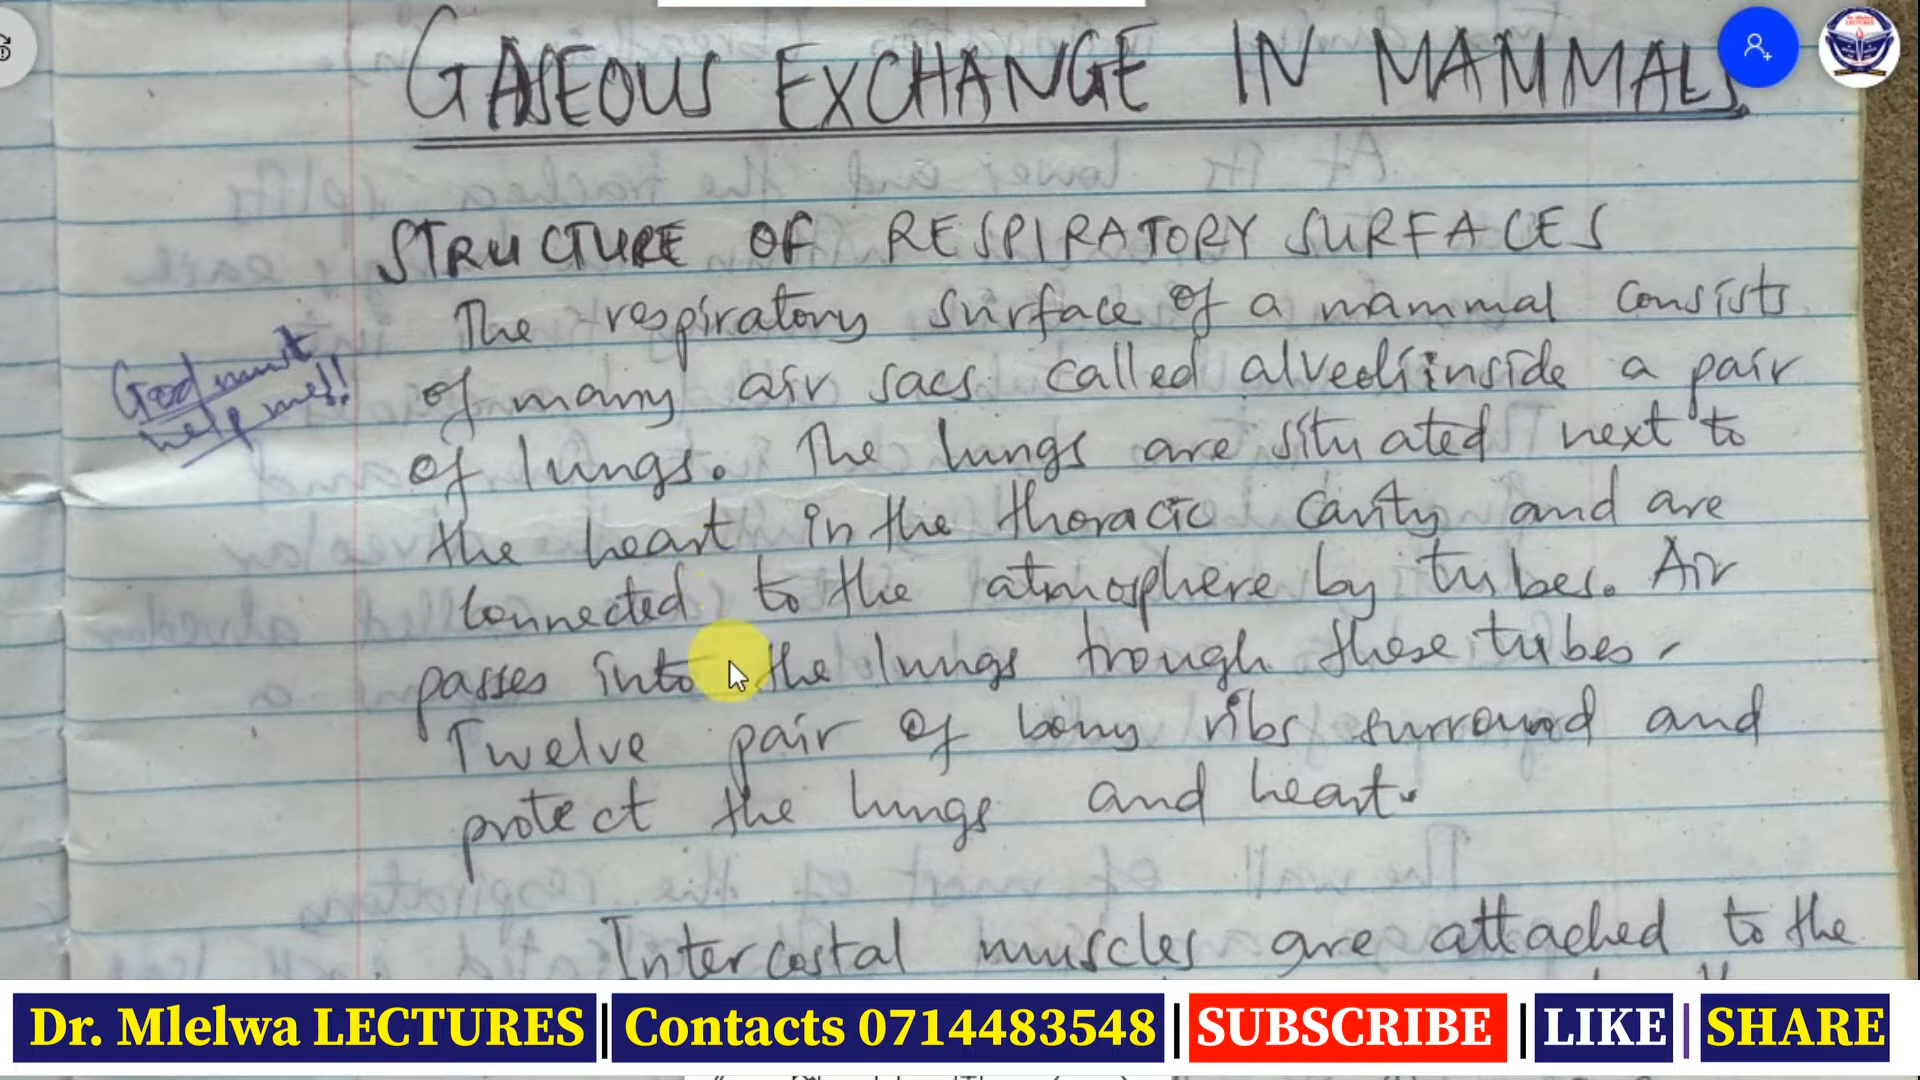 GASEOUS EXCHANGE IN MAMMALS.
STRUCTURE OF RESPIRATORY SURFACES
The respiratory surface of a mammal consists
of many air sacs called alveoli inside a pair
of lungs. The lungs are situated next to
the heart in the thoracic cavity and are
connected to the atmosphere by tubes. Air
passes into the lungs trough these tubes.
Twelve pair of bony ribs surround and
protect the lungs and heart.
Intercostal muscles are attached to the
God must
help me!!
Dr. Mlelwa LECTURES | Contacts 0714483548 | SUBSCRIBE | LIKE | SHARE